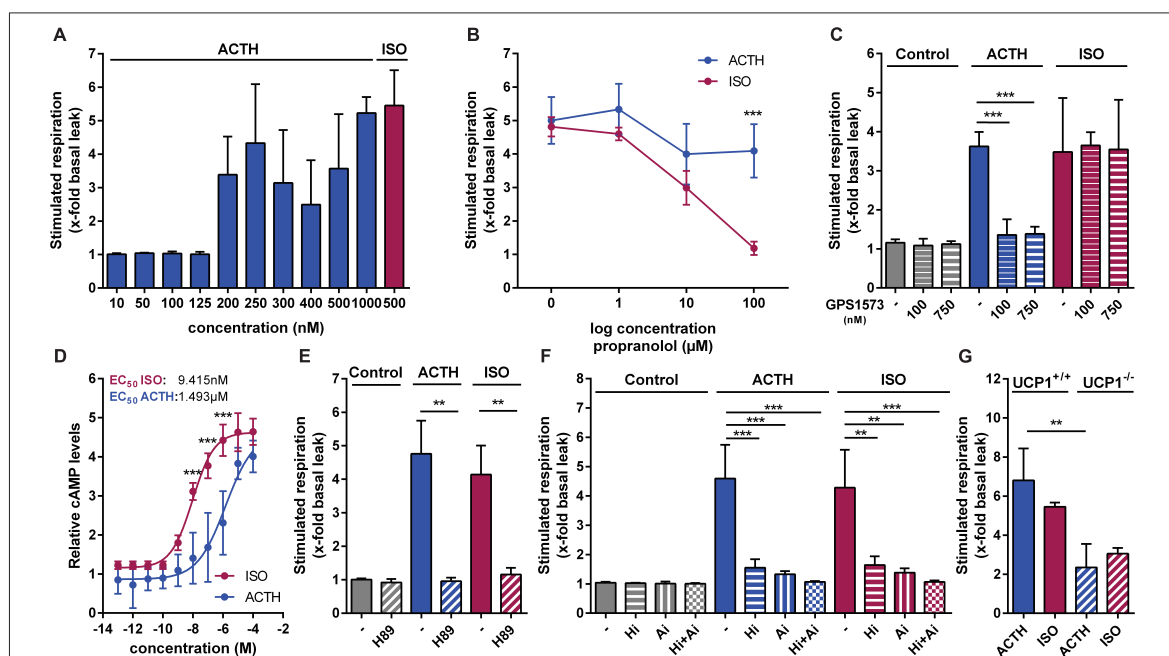 A
ACTH
ISO
Stimulated respiration
(x-fold basal leak)
7
6
5
4
3
2
1
0
10 50 100 125 200 250 300 400 500 1000 500
concentration (nM)
B
ACTH
ISO
***
Stimulated respiration
(x-fold basal leak)
7
6
5
4
3
2
1
0
0 1 10 100
log concentration
propranolol (µM)
C
Control ACTH ISO
***
***
Stimulated respiration
(x-fold basal leak)
7
6
5
4
3
2
1
0
GPS1573
(nM)
- 100 750 - 100 750 - 100 750
D
EC50 ISO: 9.415nM
EC50 ACTH:1.493µM
***
***
***
Relative cAMP levels
6
5
4
3
2
1
0
ISO
ACTH
-14 -12 -10 -8 -6 -4 -2
concentration (M)
E
Control ACTH ISO
** **
Stimulated respiration
(x-fold basal leak)
7
6
5
4
3
2
1
0
- H89 - H89 - H89
F
Control ACTH ISO
*** ***
*** **
*** **
Stimulated respiration
(x-fold basal leak)
8
7
6
5
4
3
2
1
0
- Hi Ai Hi+Ai - Hi Ai Hi+Ai - Hi Ai Hi+Ai
G
UCP1+/+ UCP1-/-
**
Stimulated respiration
(x-fold basal leak)
12
10
8
6
4
2
0
ACTH ISO ACTH ISO